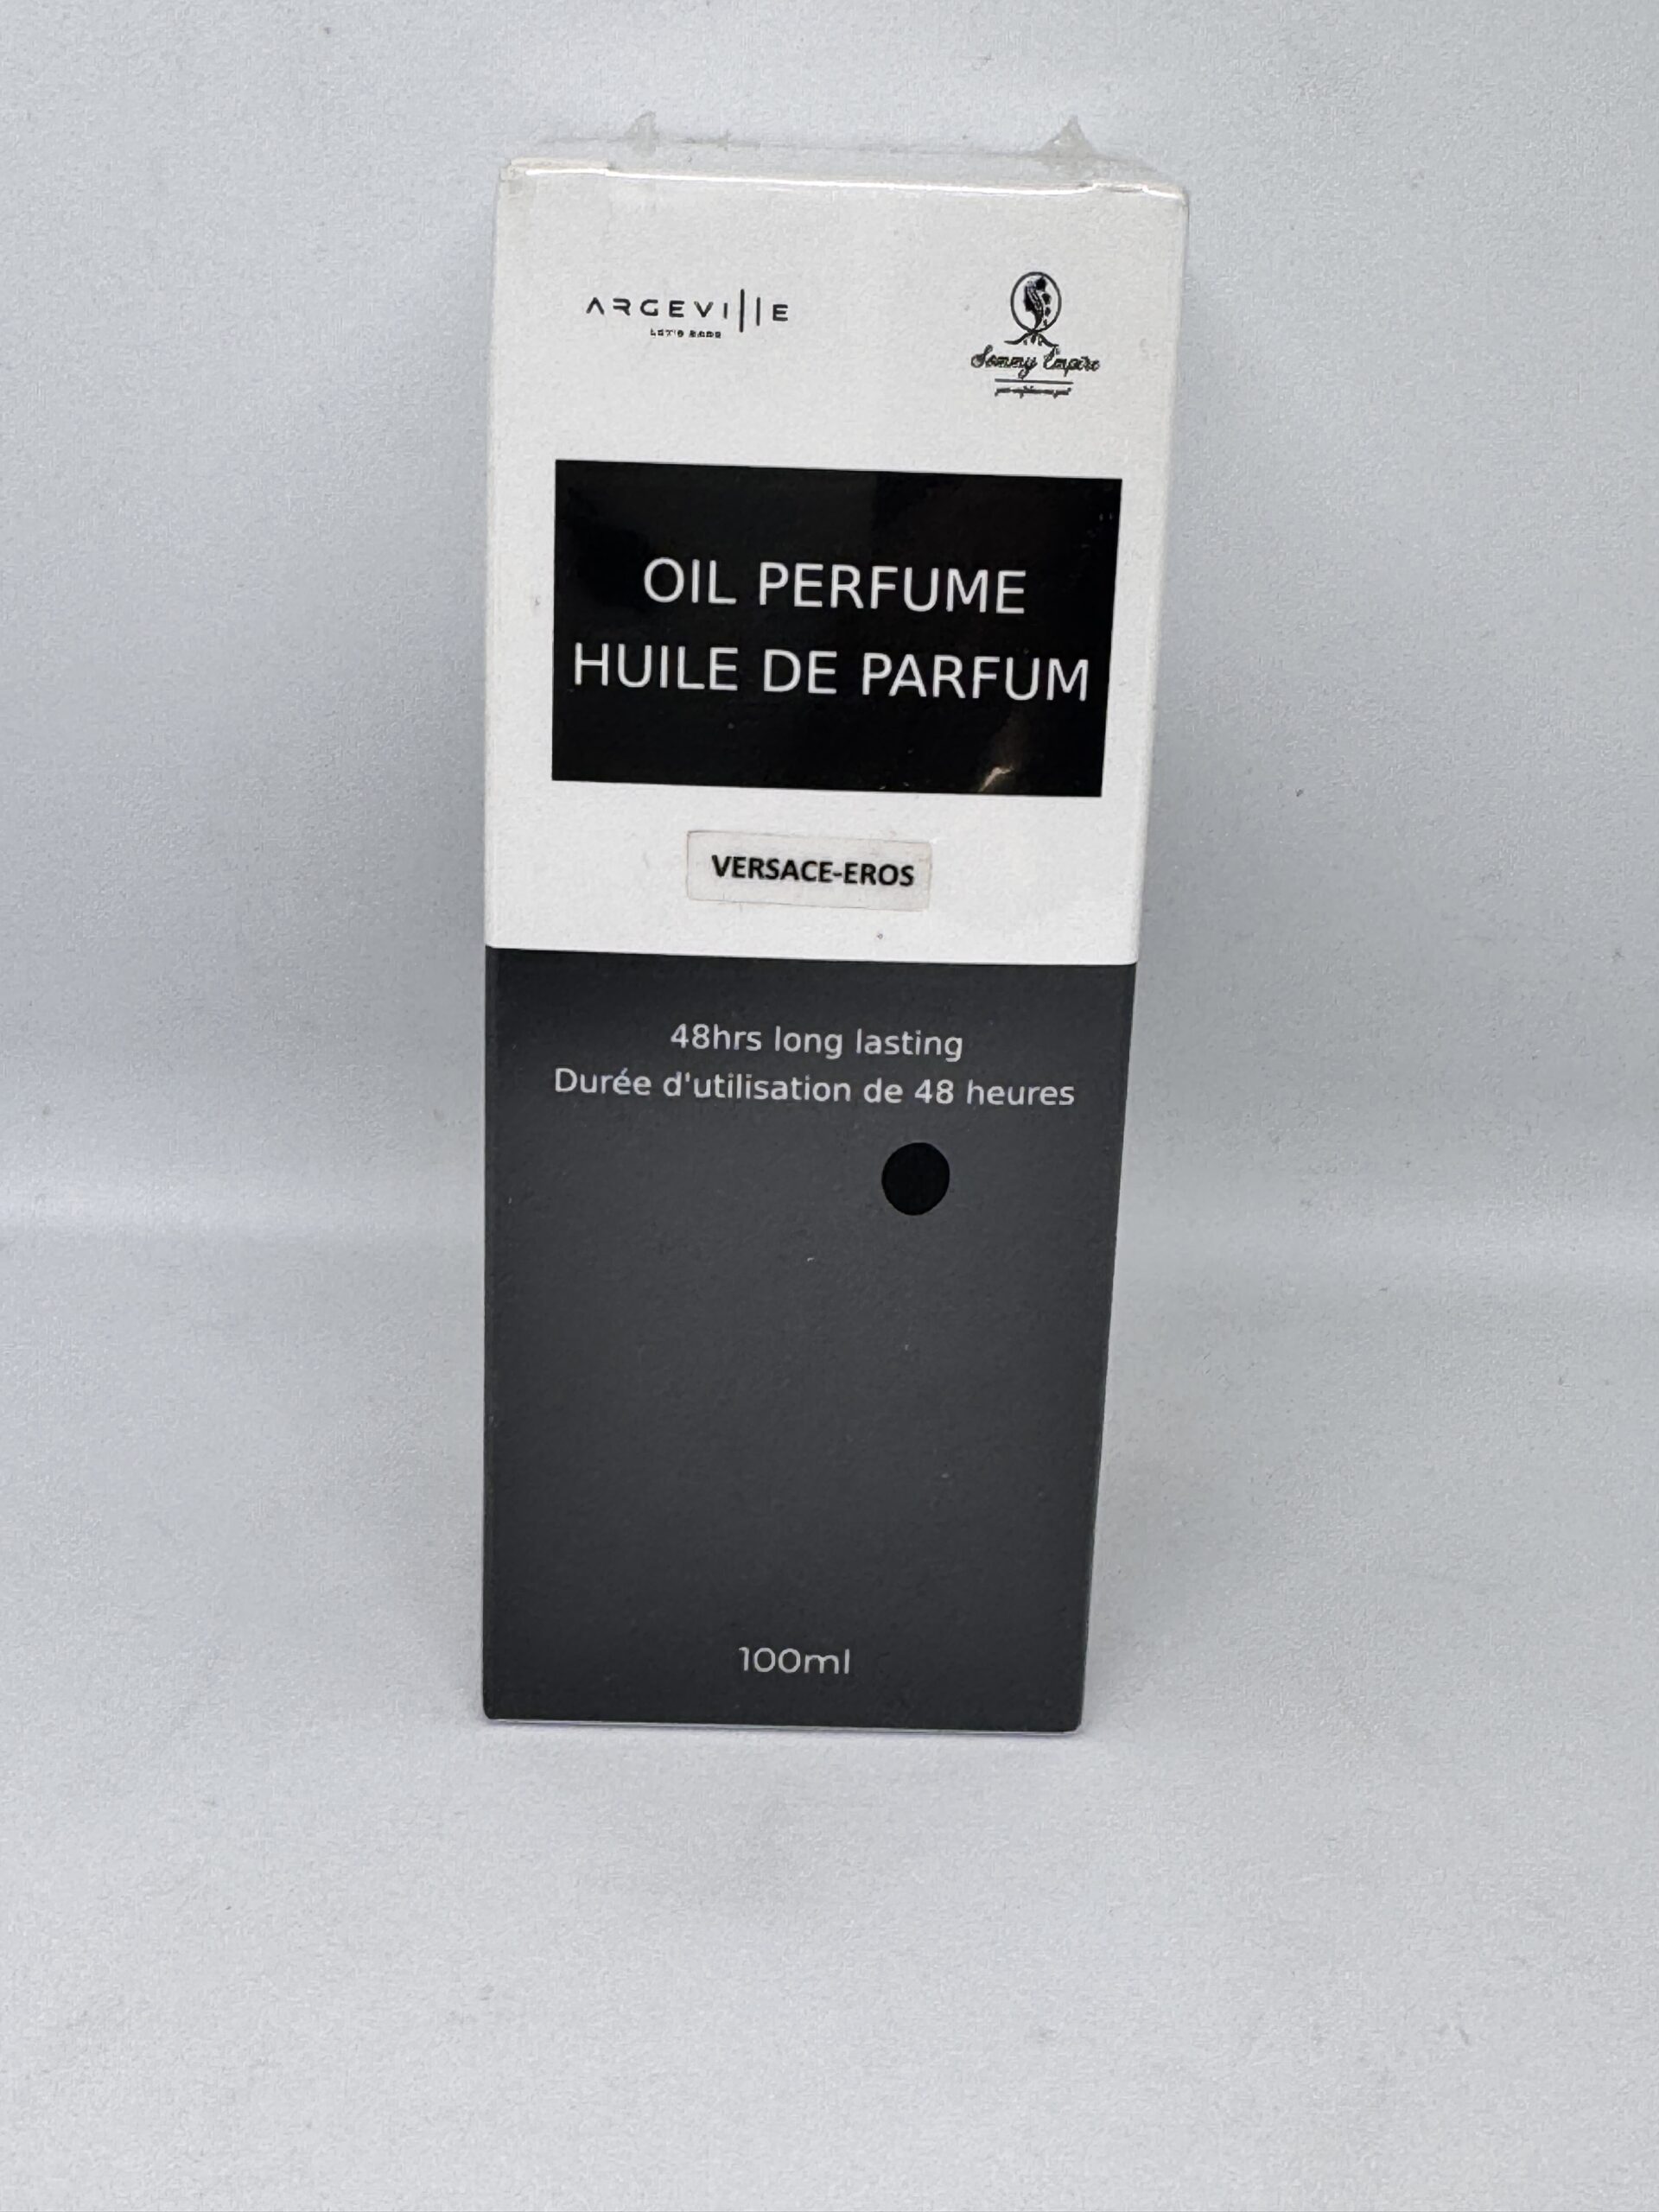 ARGEVILLE
Sommy Empire
OIL PERFUME
HUILE DE PARFUM
VERSACE-EROS
48hrs long lasting
Durée d'utilisation de 48 heures
100ml